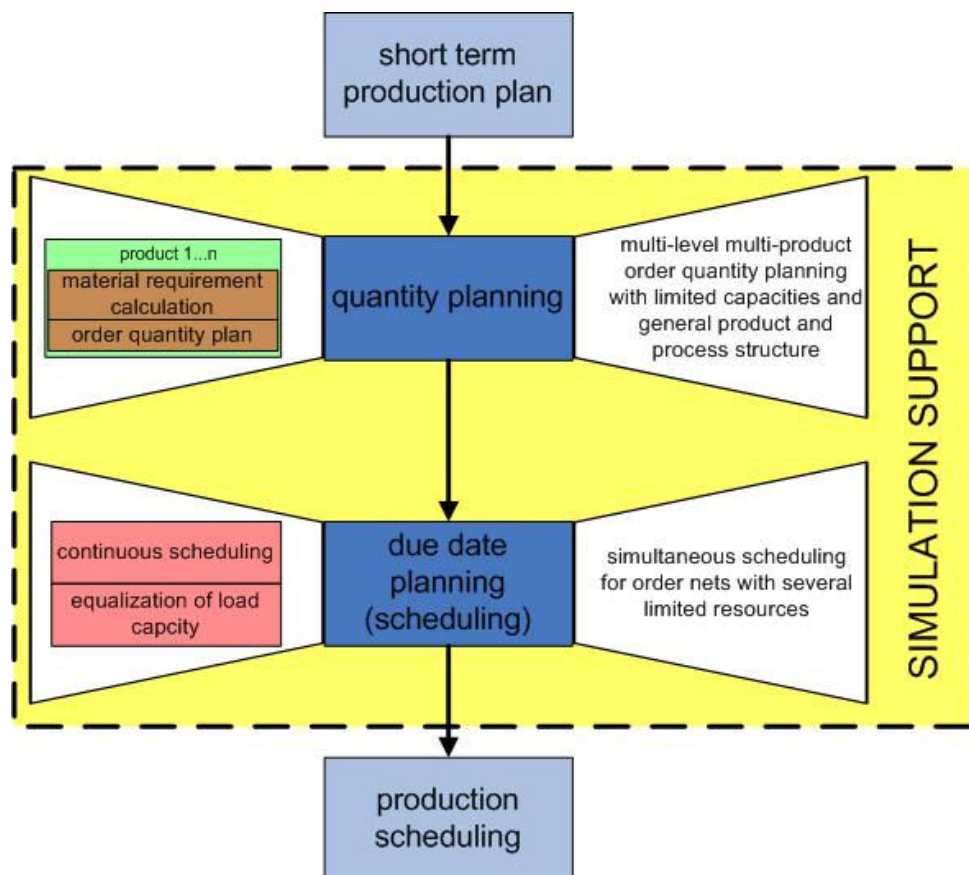 short term
production plan
product 1...n
material requirement
calculation
order quantity plan
quantity planning
multi-level multi-product
order quantity planning
with limited capacities and
general product and
process structure
continuous scheduling
equalization of load
capcity
due date
planning
(scheduling)
simultaneous scheduling
for order nets with several
limited resources
SIMULATION SUPPORT
production
scheduling